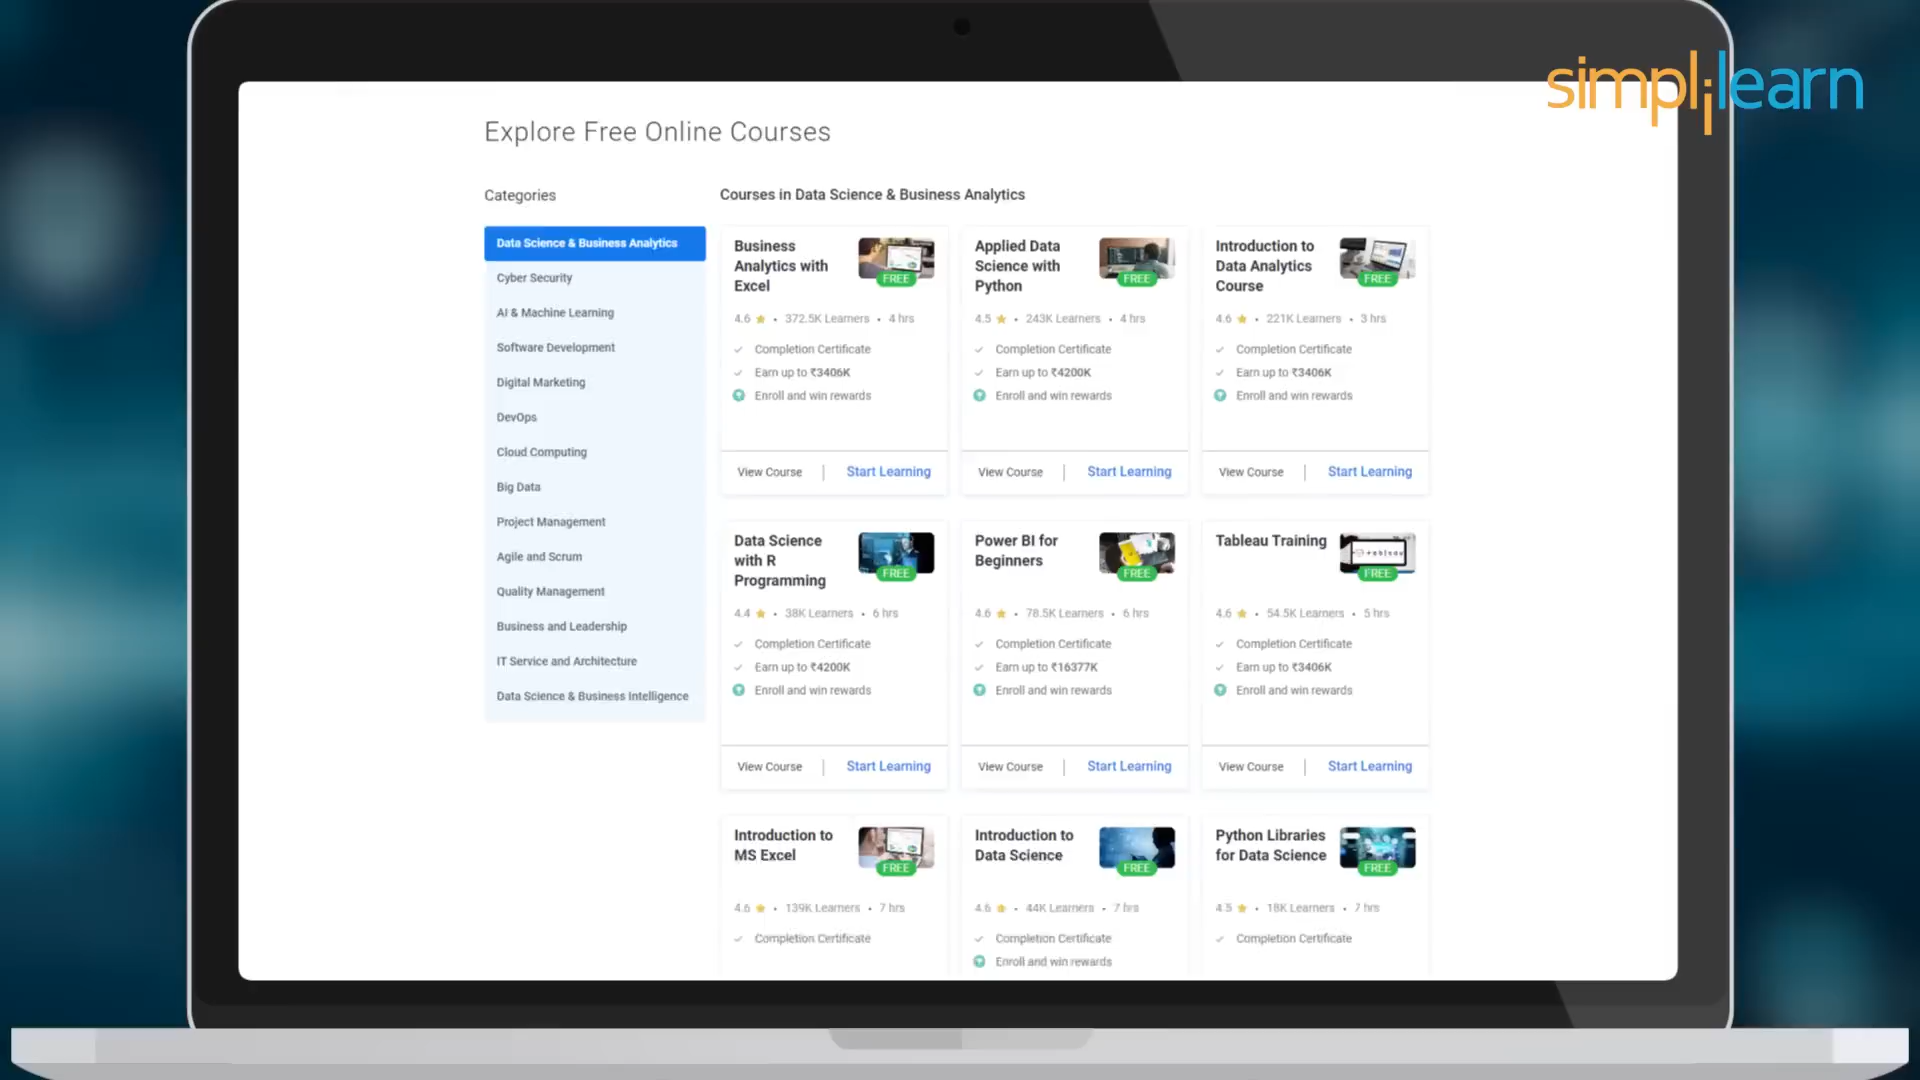 simplilearn
Explore Free Online Courses
Categories
Data Science & Business Analytics
Cyber Security
AI & Machine Learning
Software Development
Digital Marketing
DevOps
Cloud Computing
Big Data
Project Management
Agile and Scrum
Quality Management
Business and Leadership
IT Service and Architecture
Data Science & Business Intelligence
Courses in Data Science & Business Analytics
Business
Analytics with
Excel
FREE
4.6 • 372.5K Learners • 4 hrs
Completion Certificate
Earn up to ₹3406K
Enroll and win rewards
View Course | Start Learning
Applied Data
Science with
Python
FREE
4.5 • 243K Learners • 4 hrs
Completion Certificate
Earn up to ₹4200K
Enroll and win rewards
View Course | Start Learning
Introduction to
Data Analytics
Course
FREE
4.6 • 221K Learners • 3 hrs
Completion Certificate
Earn up to ₹3406K
Enroll and win rewards
View Course | Start Learning
Data Science
with R
Programming
FREE
4.4 • 38K Learners • 6 hrs
Completion Certificate
Earn up to ₹4200K
Enroll and win rewards
View Course | Start Learning
Power BI for
Beginners
FREE
4.6 • 78.5K Learners • 6 hrs
Completion Certificate
Earn up to ₹16377K
Enroll and win rewards
View Course | Start Learning
Tableau Training
+ableau
FREE
4.6 • 54.5K Learners • 5 hrs
Completion Certificate
Earn up to ₹3406K
Enroll and win rewards
View Course | Start Learning
Introduction to
MS Excel
FREE
4.6 • 139K Learners • 7 hrs
Completion Certificate
Introduction to
Data Science
FREE
4.6 • 44K Learners • 7 hrs
Completion Certificate
Enroll and win rewards
Python Libraries
for Data Science
FREE
4.5 • 18K Learners • 7 hrs
Completion Certificate